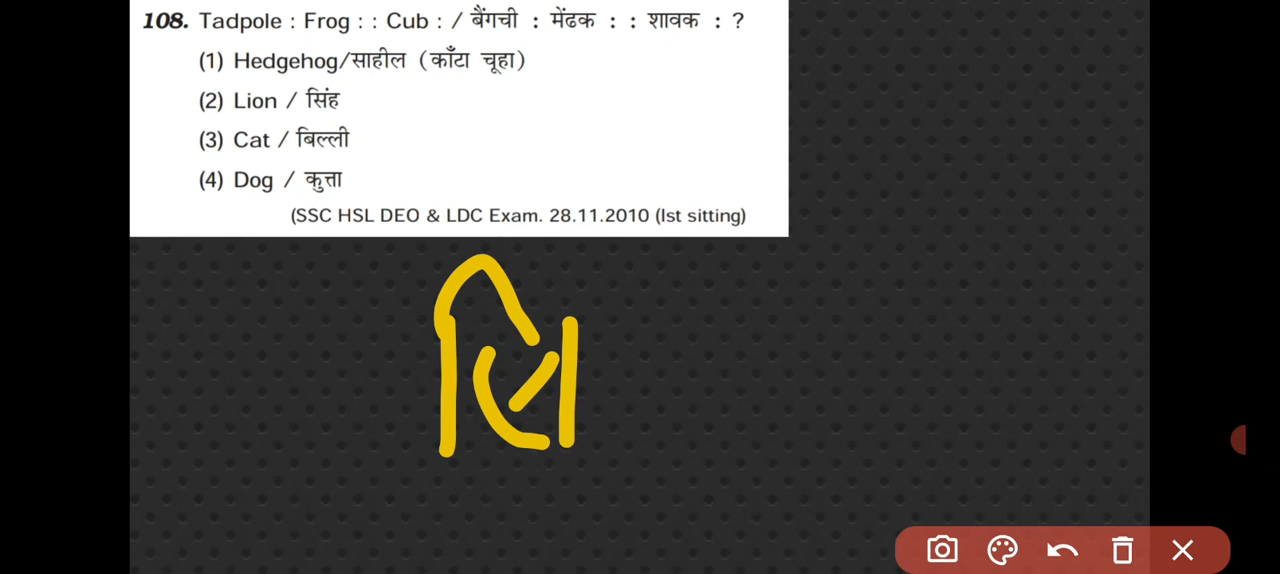 108. Tadpole : Frog : : Cub : / बैंगची : मेंढक : : शावक : ?
(1) Hedgehog/साहील (काँटा चूहा)
(2) Lion / सिंह
(3) Cat / बिल्ली
(4) Dog / कुत्ता
(SSC HSL DEO & LDC Exam. 28.11.2010 (Ist sitting)